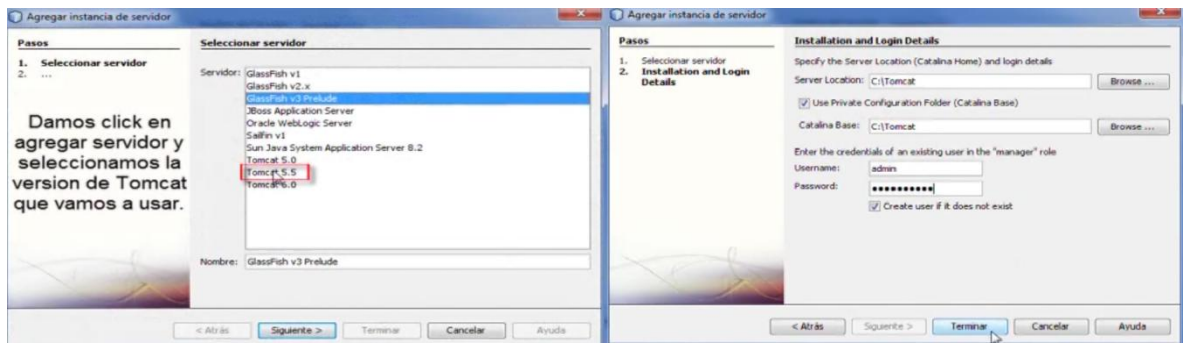 Agregar instancia de servidor
Pasos
1. Seleccionar servidor
2. ...
Damos click en
agregar servidor y
seleccionamos la
version de Tomcat
que vamos a usar.
Seleccionar servidor
Servidor:
GlassFish v1
GlassFish v2.x
GlassFish v3 Prelude
JBoss Application Server
Oracle WebLogic Server
Sailfin v1
Sun Java System Application Server 8.2
Tomcat 5.0
Tomcat 5.5
Tomcat 6.0
Nombre: GlassFish v3 Prelude
< Atrás Siguiente > Terminar Cancelar Ayuda
Agregar instancia de servidor
Pasos
1. Seleccionar servidor
2. Installation and Login
Details
Installation and Login Details
Specify the Server Location (Catalina Home) and login details
Server Location: C:\Tomcat Browse ...
Use Private Configuration Folder (Catalina Base)
Catalina Base: C:\Tomcat Browse ...
Enter the credentials of an existing user in the "manager" role
Username: admin
Password: ●●●●●●●●●●
Create user if it does not exist
< Atrás Siguiente > Terminar Cancelar Ayuda